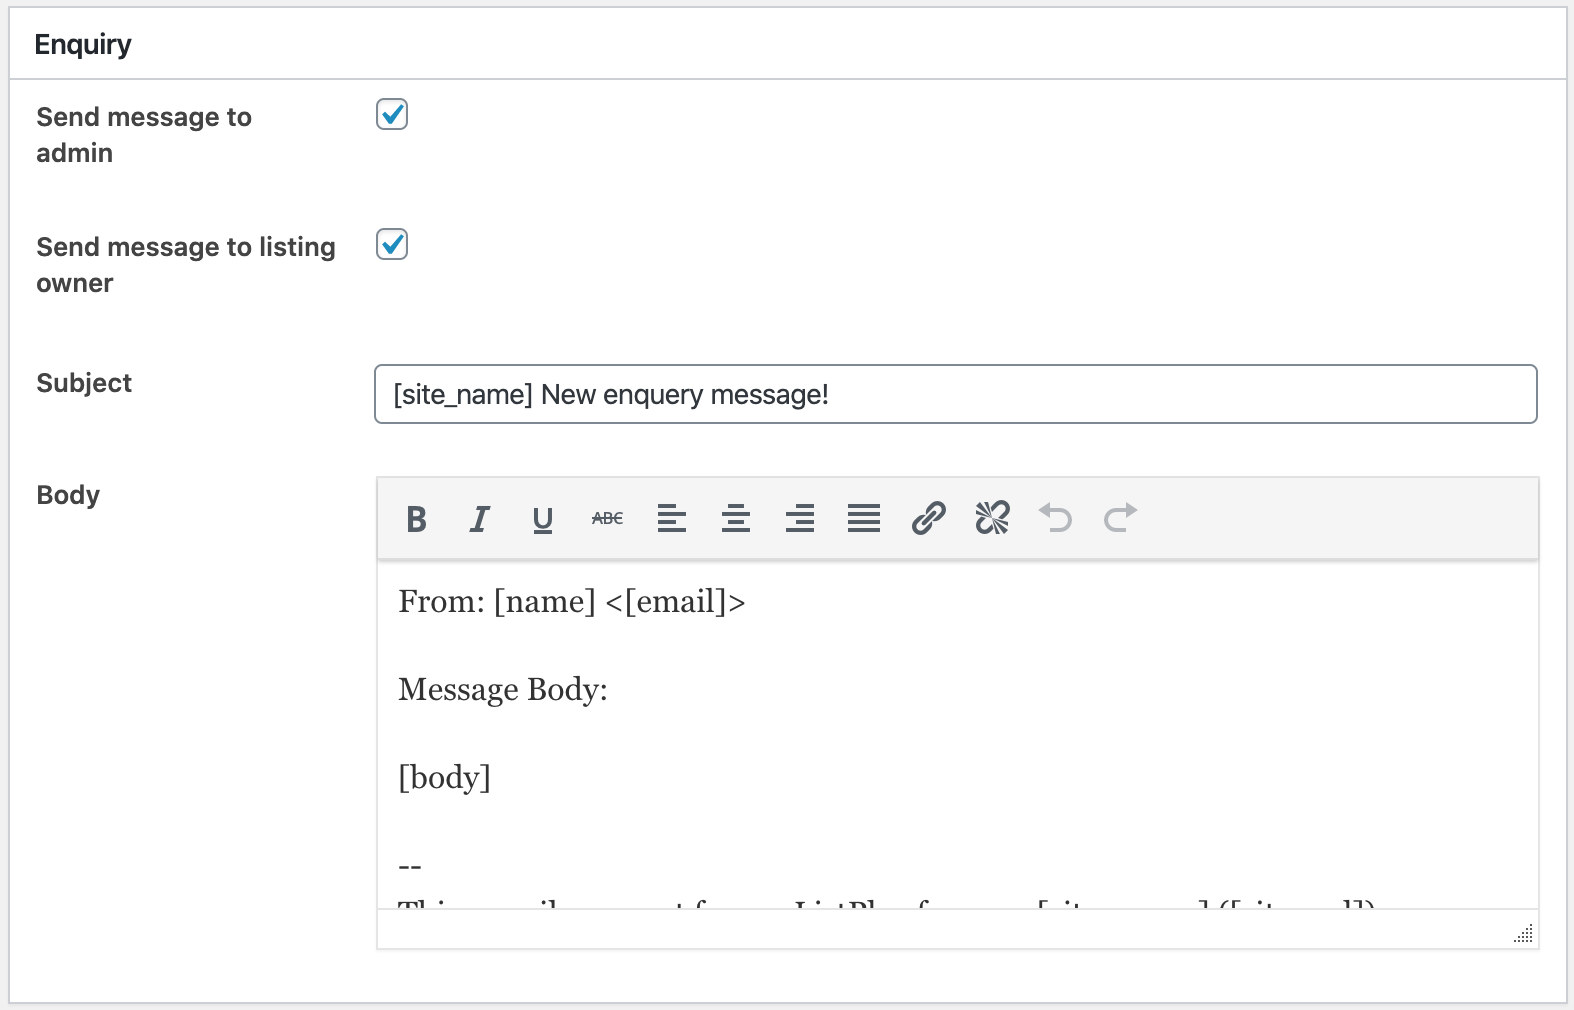 Enquiry
Send message to
admin
Send message to listing
owner
Subject
[site_name] New enquery message!
Body
B I U ABC
From: [name] <[email]>
Message Body:
[body]
--